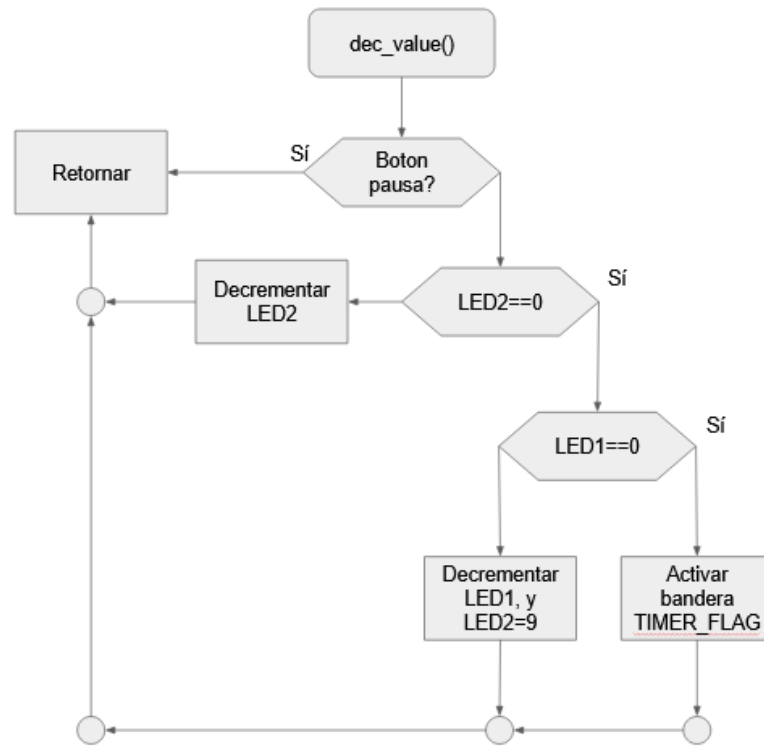 dec_value()
Sí
Boton
pausa?
Retornar
Decrementar
LED2
LED2==0
Sí
LED1==0
Sí
Decrementar
LED1, y
LED2=9
Activar
bandera
TIMER_FLAG